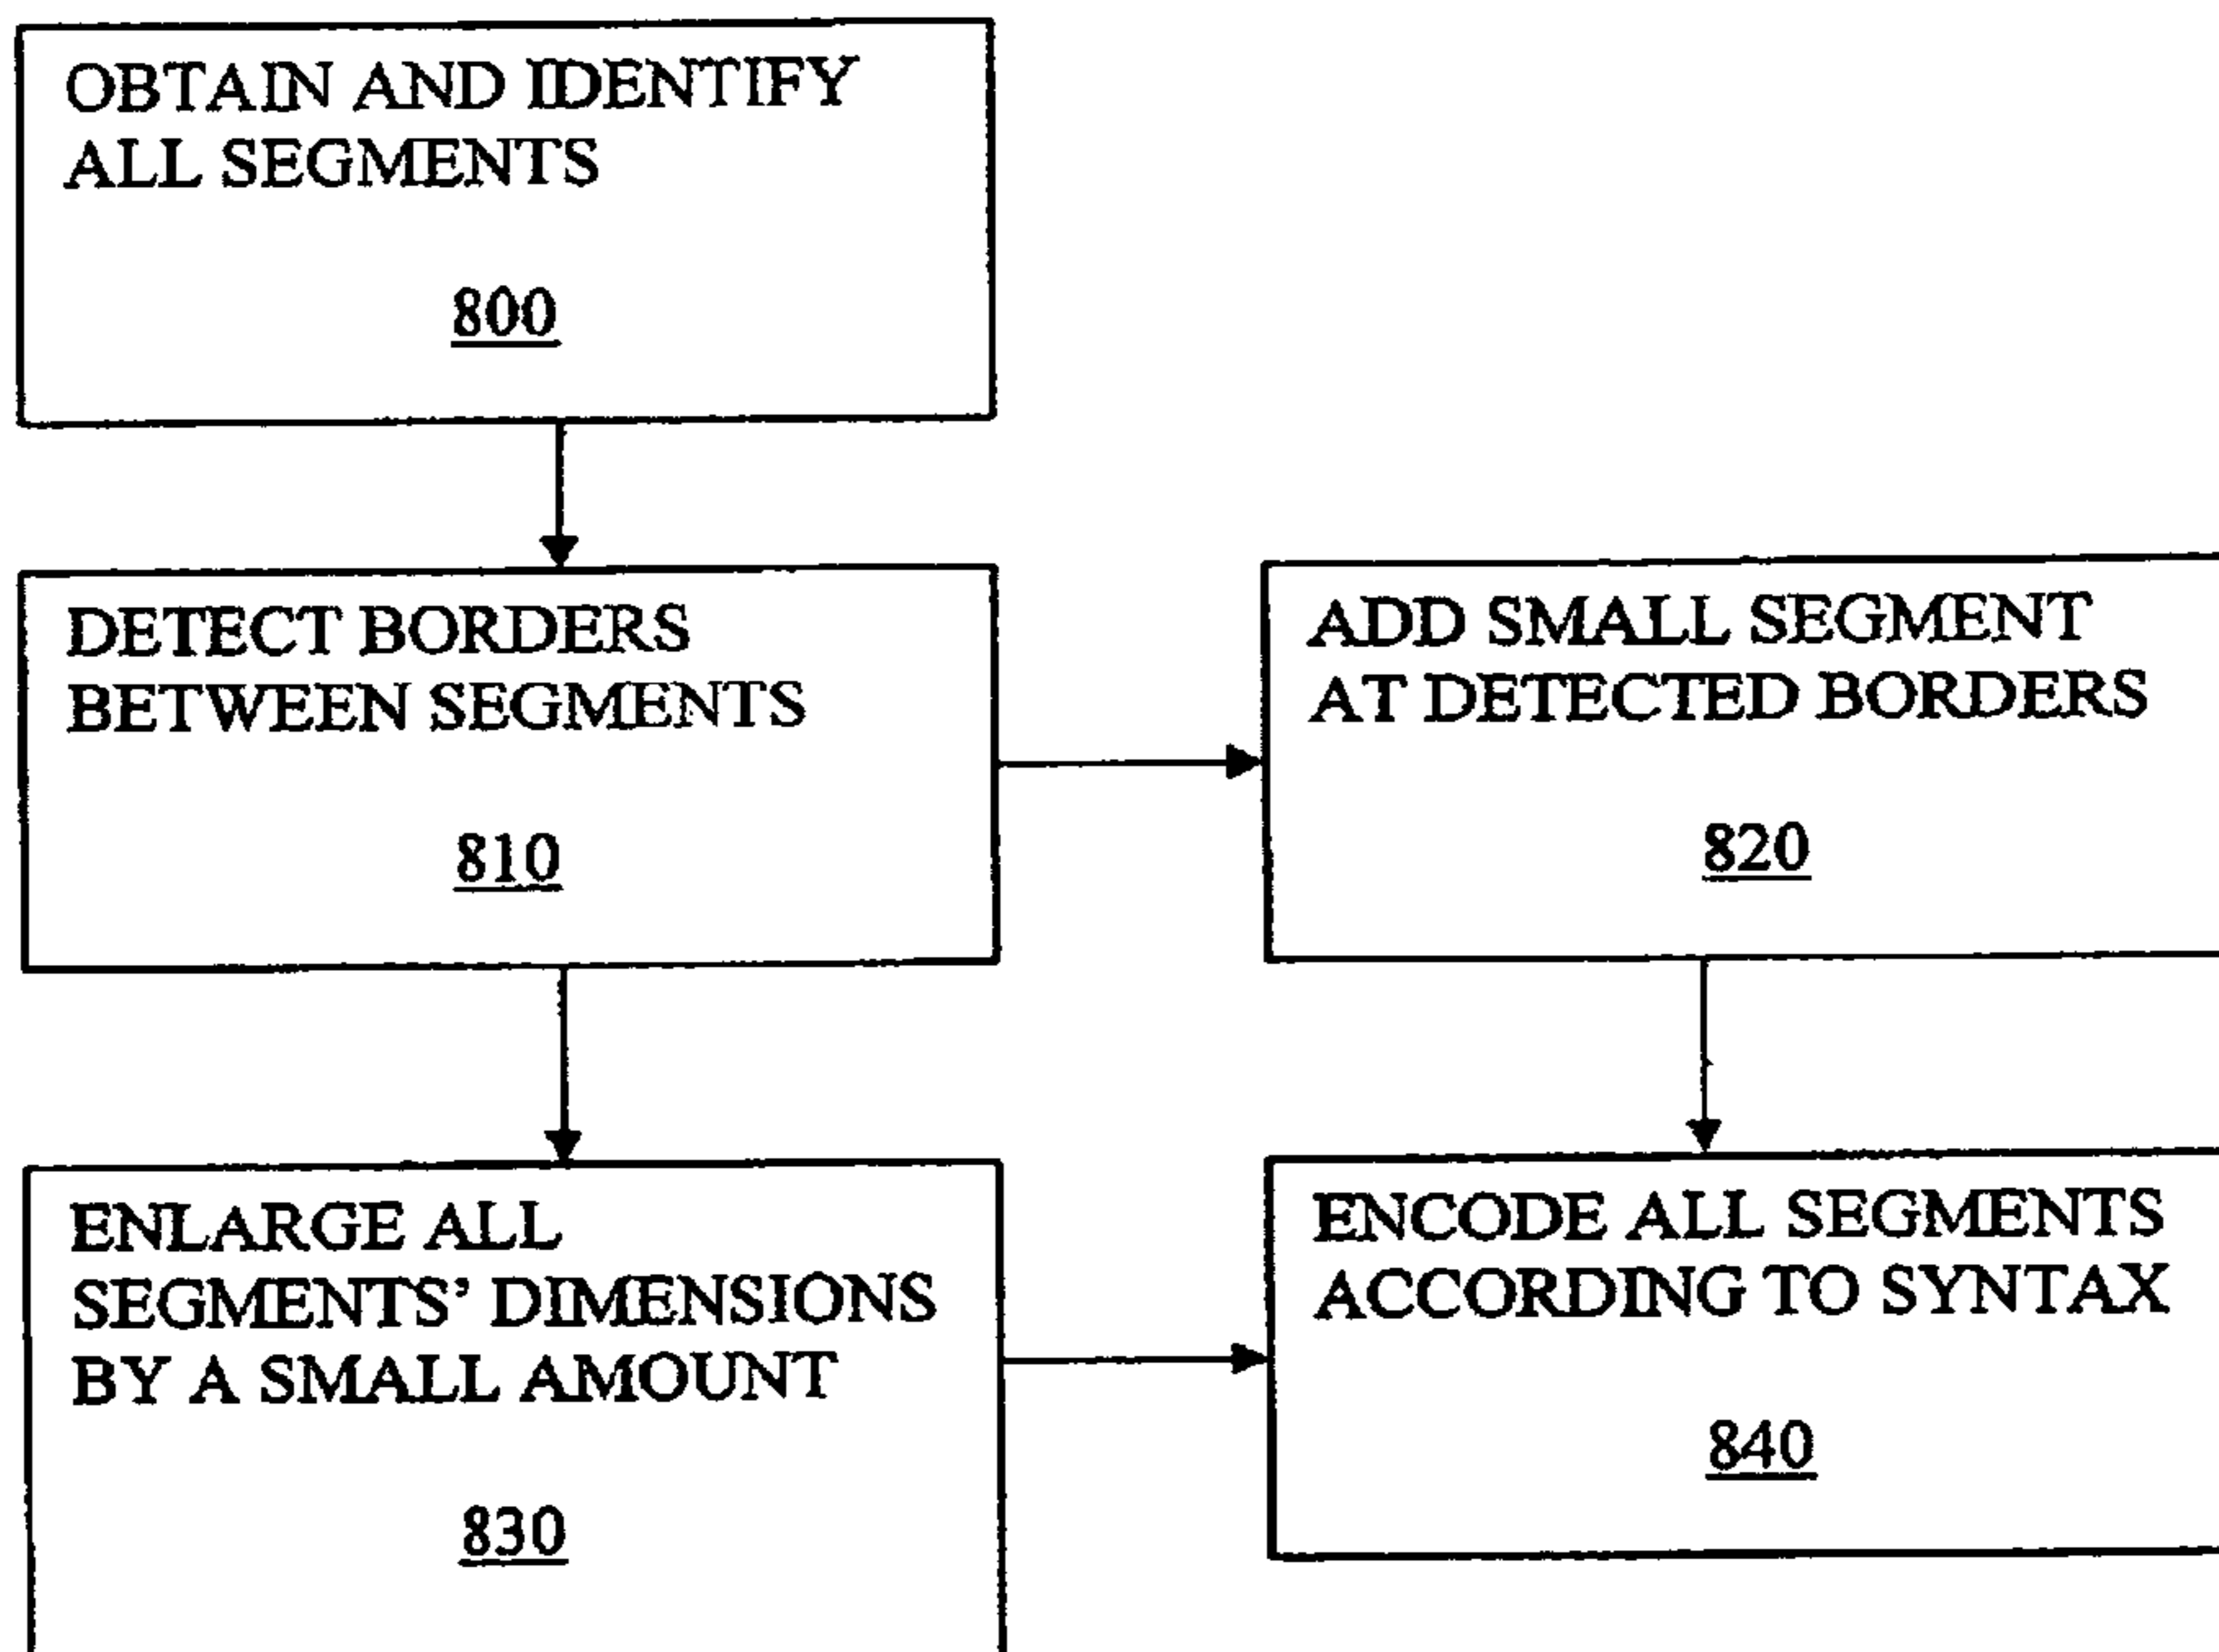 OBTAIN AND IDENTIFY
ALL SEGMENTS
800
DETECT BORDERS
BETWEEN SEGMENTS
810
ADD SMALL SEGMENT
AT DETECTED BORDERS
820
ENLARGE ALL
SEGMENTS’ DIMENSIONS
BY A SMALL AMOUNT
830
ENCODE ALL SEGMENTS
ACCORDING TO SYNTAX
840